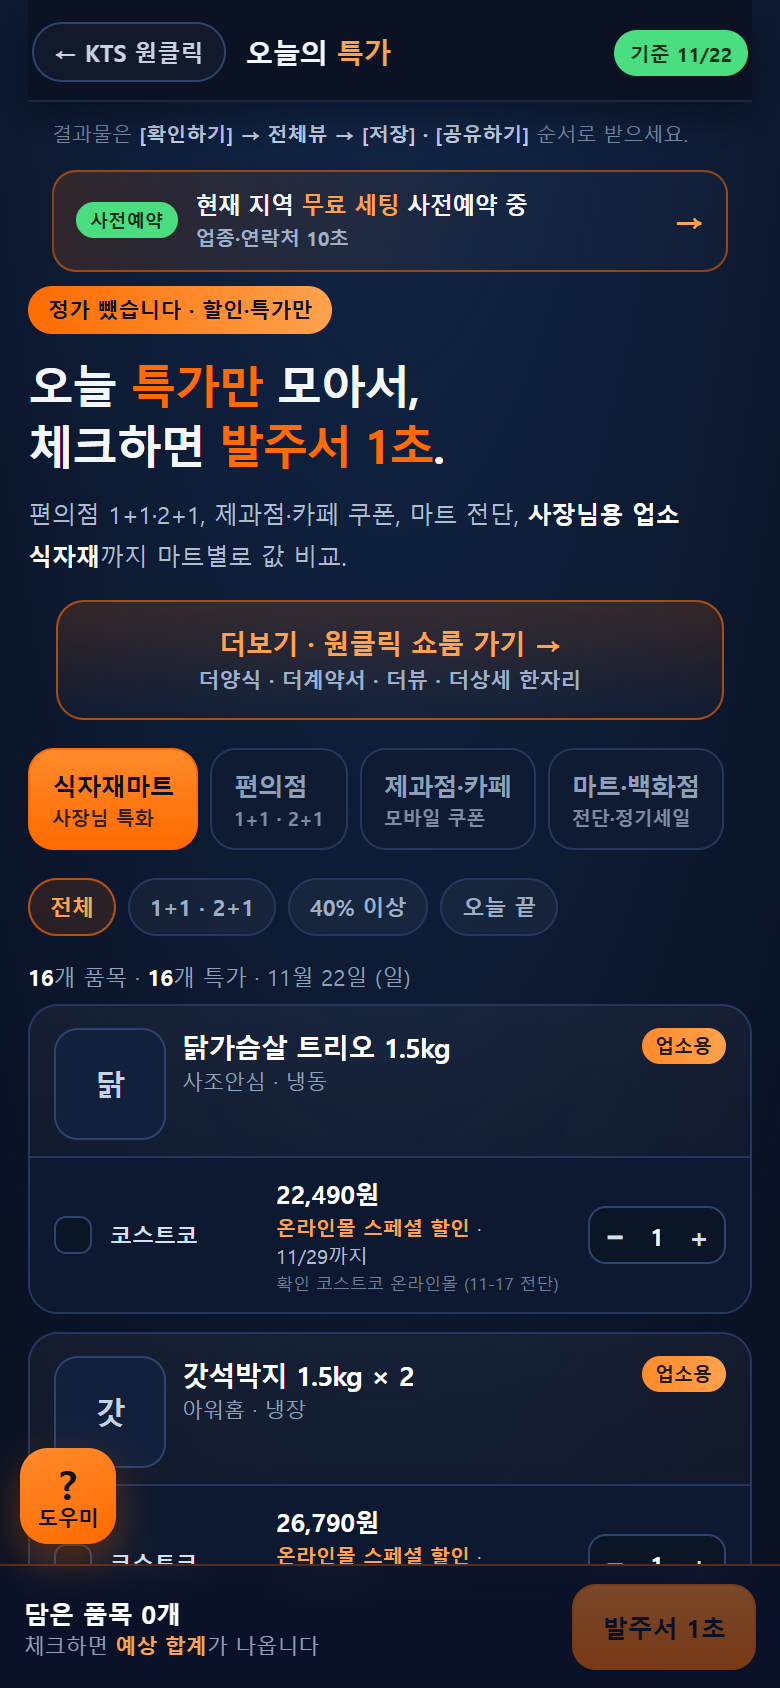 ← KTS 원클릭
오늘의 특가
기준 11/22
결과물은 [확인하기] → 전체뷰 → [저장] · [공유하기] 순서로 받으세요.
사전예약
현재 지역 무료 세팅 사전예약 중
업종·연락처 10초
→
정가 뺐습니다 · 할인·특가만
오늘 특가만 모아서,
체크하면 발주서 1초.
편의점 1+1·2+1, 제과점·카페 쿠폰, 마트 전단, 사장님용 업소
식자재까지 마트별로 값 비교.
더보기 · 원클릭 쇼룸 가기 →
더양식 · 더계약서 · 더뷰 · 더상세 한자리
식자재마트
사장님 특화
편의점
1+1 · 2+1
제과점·카페
모바일 쿠폰
마트·백화점
전단·정기세일
전체
1+1 · 2+1
40% 이상
오늘 끝
16개 품목 · 16개 특가 · 11월 22일 (일)
닭
닭가슴살 트리오 1.5kg
사조안심 · 냉동
업소용
코스트코
22,490원
온라인몰 스페셜 할인 ·
11/29까지
확인 코스트코 온라인몰 (11-17 전단)
− 1 +
갓
갓석박지 1.5kg × 2
아워홈 · 냉장
업소용
코스트코
26,790원
온라인몰 스페셜 할인 ·
− 1 +
?
도우미
담은 품목 0개
체크하면 예상 합계가 나옵니다
발주서 1초